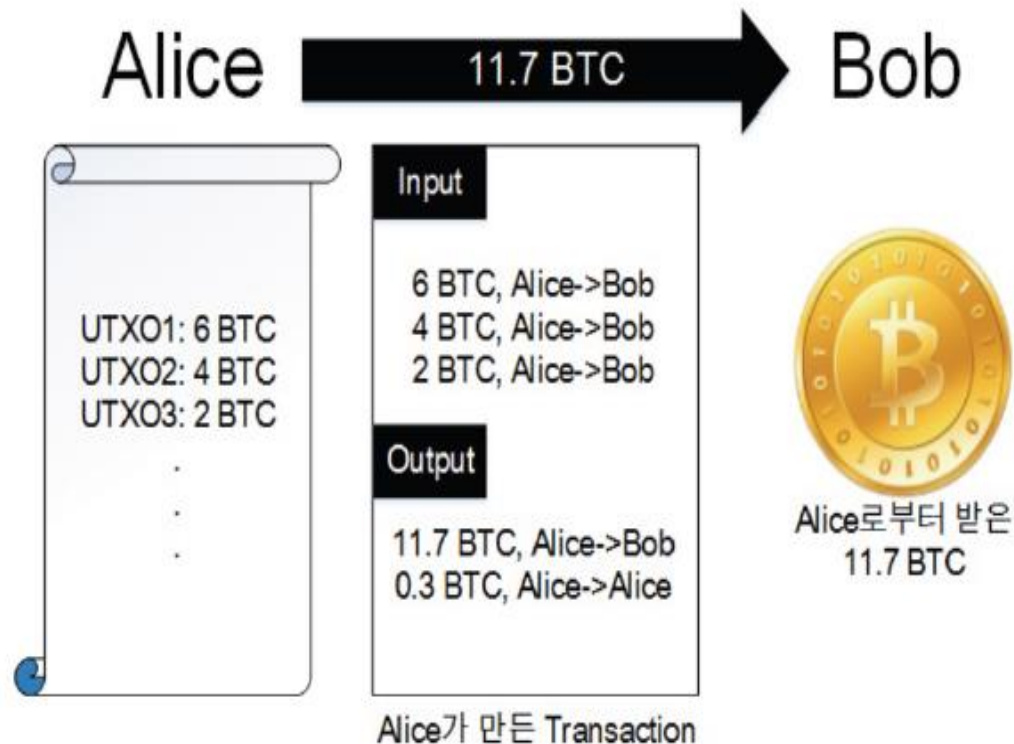 Alice
11.7 BTC
Bob
UTXO1: 6 BTC
UTXO2: 4 BTC
UTXO3: 2 BTC
.
.
.
Input
6 BTC, Alice->Bob
4 BTC, Alice->Bob
2 BTC, Alice->Bob
Output
11.7 BTC, Alice->Bob
0.3 BTC, Alice->Alice
Alice가 만든 Transaction
Alice로부터 받은
11.7 BTC